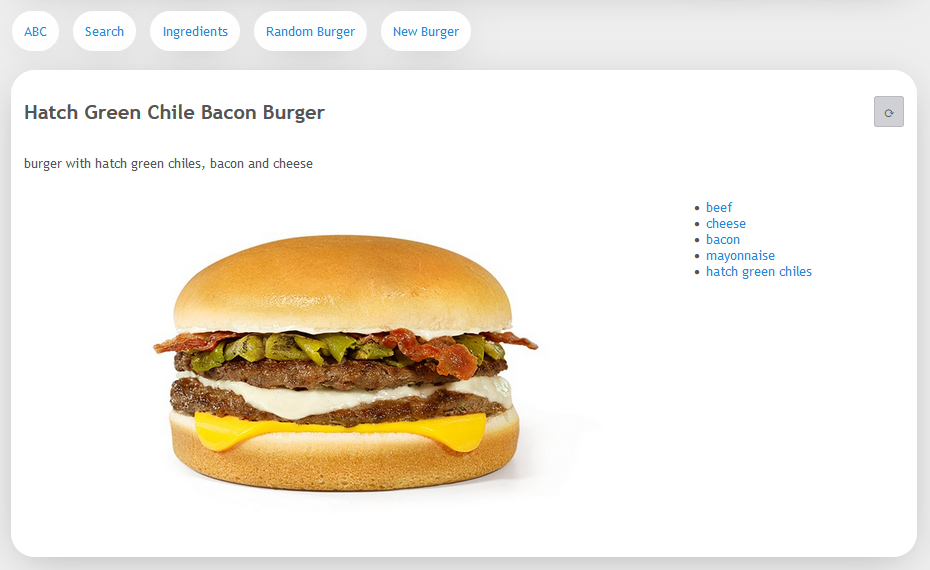 ABC
Search
Ingredients
Random Burger
New Burger
Hatch Green Chile Bacon Burger
⟳
burger with hatch green chiles, bacon and cheese
• beef
• cheese
• bacon
• mayonnaise
• hatch green chiles